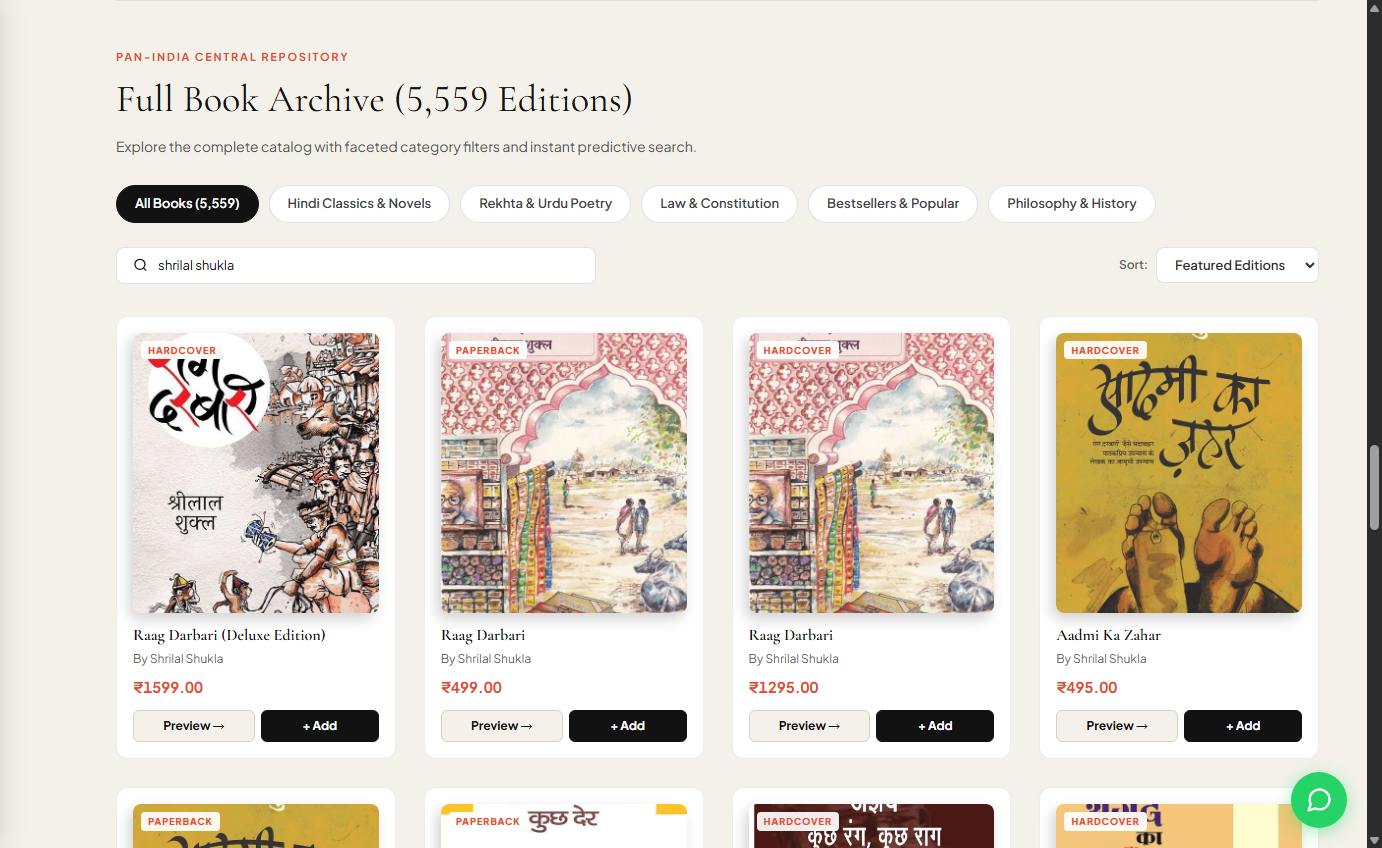 PAN-INDIA CENTRAL REPOSITORY
Full Book Archive (5,559 Editions)
Explore the complete catalog with faceted category filters and instant predictive search.
All Books (5,559)
Hindi Classics & Novels
Rekhta & Urdu Poetry
Law & Constitution
Bestsellers & Popular
Philosophy & History
shrilal shukla
Sort:
Featured Editions
HARDCOVER
दरबारी
श्रीलाल
शुक्ल
Raag Darbari (Deluxe Edition)
By Shrilal Shukla
₹1599.00
Preview →
+ Add
PAPERBACK
Raag Darbari
By Shrilal Shukla
₹499.00
Preview →
+ Add
HARDCOVER
Raag Darbari
By Shrilal Shukla
₹1295.00
Preview →
+ Add
HARDCOVER
आदमी का
ज़हर
Aadmi Ka Zahar
By Shrilal Shukla
₹495.00
Preview →
+ Add
PAPERBACK
PAPERBACK
कुछ देर
HARDCOVER
कुछ रंग, कुछ राग
HARDCOVER
का